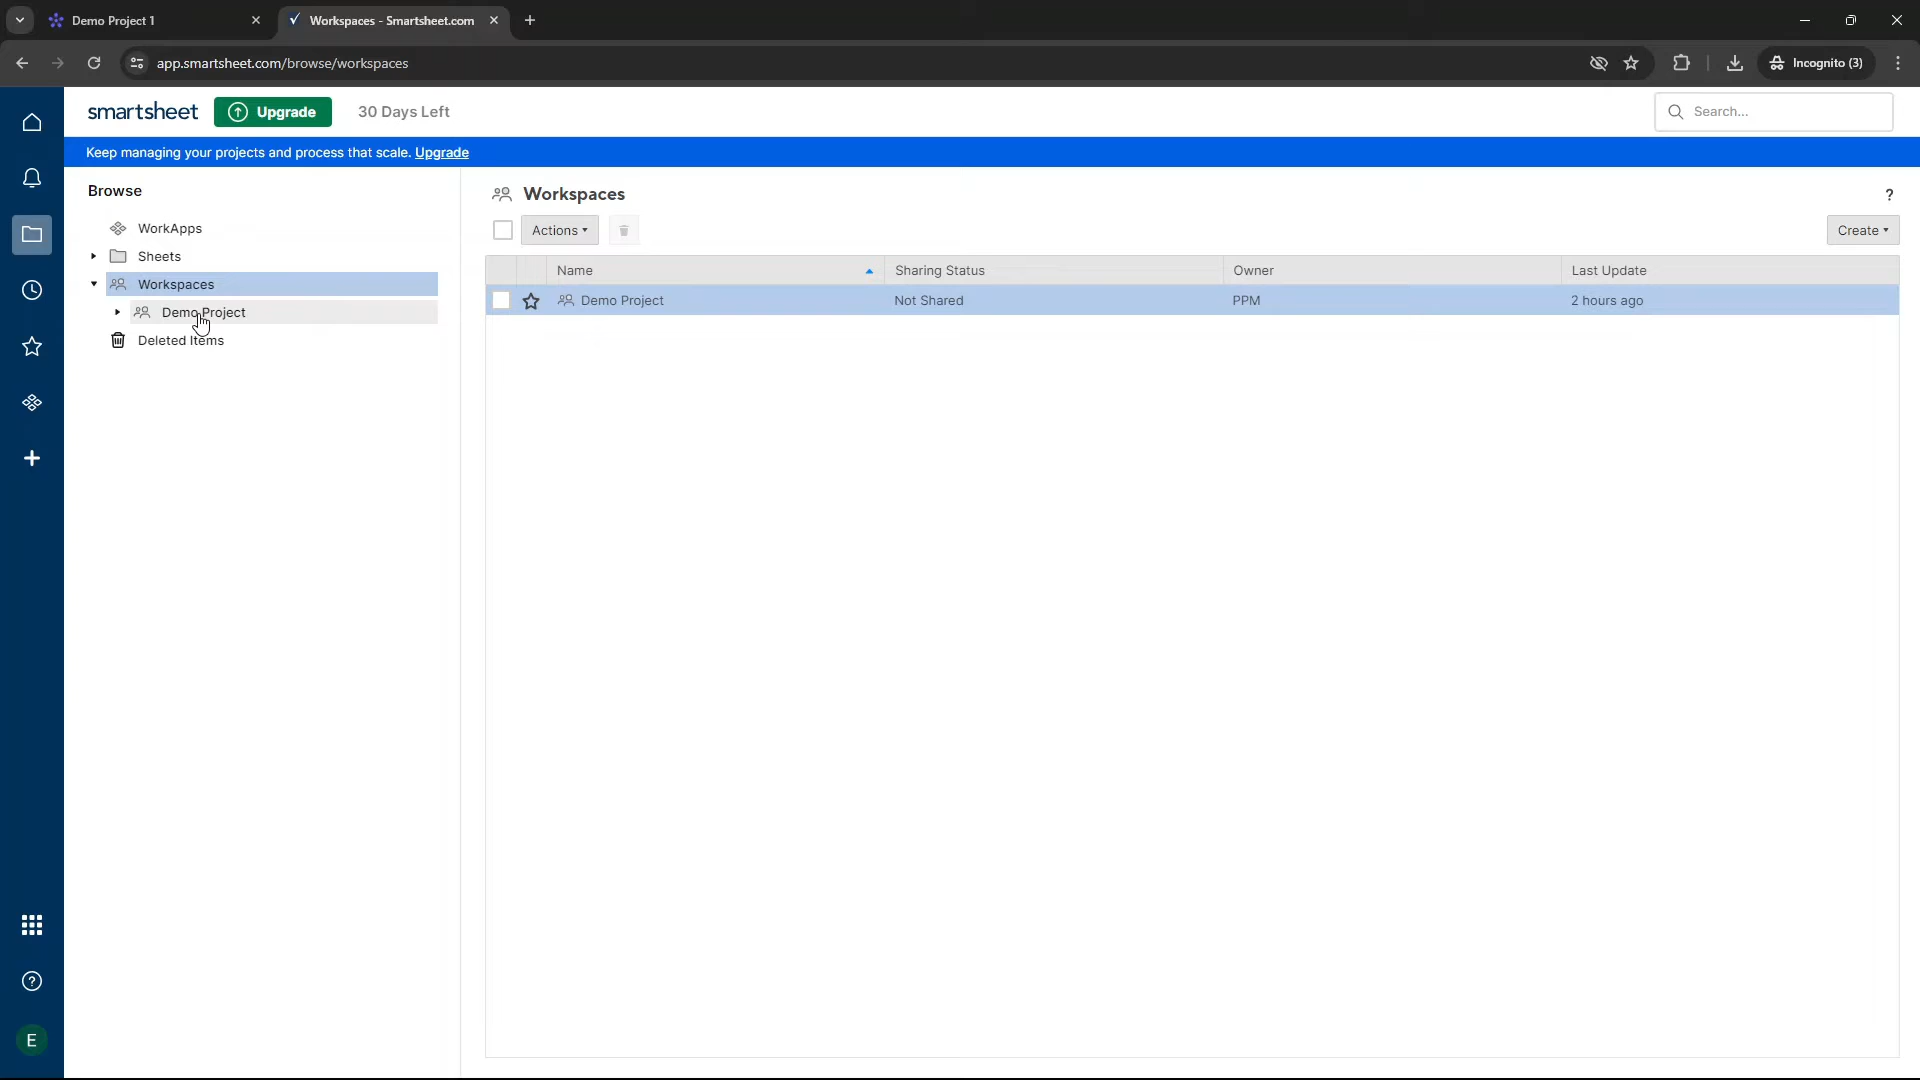 Demo Project 1
Workspaces - Smartsheet.com
app.smartsheet.com/browse/workspaces
Incognito (3)
smartsheet
Upgrade
30 Days Left
Search...
Keep managing your projects and process that scale. Upgrade
Browse
WorkApps
Sheets
Workspaces
Demo Project
Deleted Items
Workspaces
?
Actions
Create
Name
Sharing Status
Owner
Last Update
Demo Project
Not Shared
PPM
2 hours ago
E